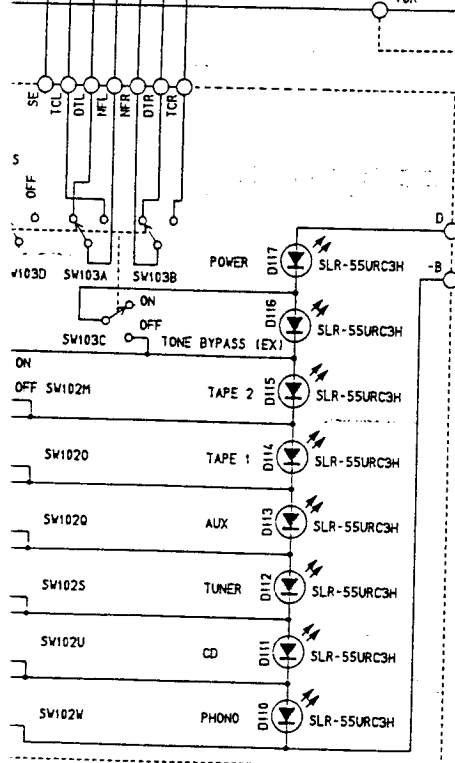 SE
TCL
DTL
NFL
NFR
DTR
TCR
S
OFF
D
SW103A
SW103B
POWER
D117
SLR-55URC3H
-B
ON
OFF
SW103C
TONE BYPASS (EX)
D116
SLR-55URC3H
ON
OFF SW102M
TAPE 2
D115
SLR-55URC3H
SW102O
TAPE 1
D114
SLR-55URC3H
SW102Q
AUX
D113
SLR-55URC3H
SW102S
TUNER
D112
SLR-55URC3H
SW102U
CD
D111
SLR-55URC3H
SW102W
PHONO
D110
SLR-55URC3H